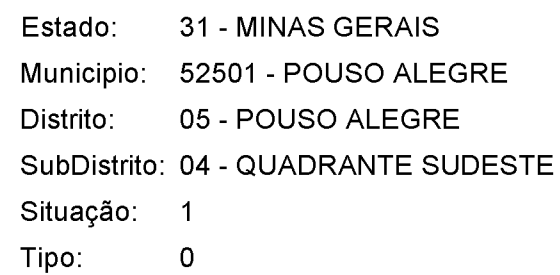 Estado: 31 - MINAS GERAIS
Municipio: 52501 - POUSO ALEGRE
Distrito: 05 - POUSO ALEGRE
SubDistrito: 04 - QUADRANTE SUDESTE
Situação: 1
Tipo: 0